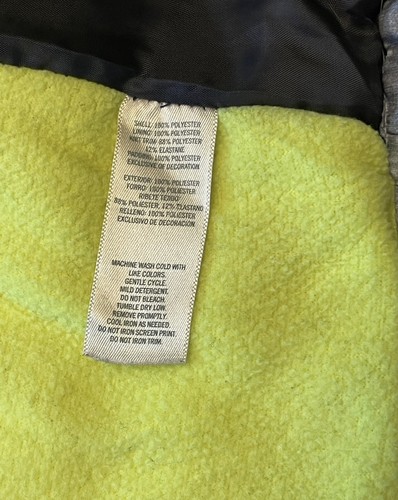 SHELL: 100% POLYESTER
LINING: 100% POLYESTER
KNIT TRIM: 88% POLYESTER
12% ELASTANE
PADDING: 100% POLYESTER
EXCLUSIVE OF DECORATION
EXTERIOR: 100% POLIESTER
FORRO: 100% POLIESTER
RIBETE TEJIDO:
88% POLIESTER, 12% ELASTANO
RELLENO: 100% POLIESTER
EXCLUSIVO DE DECORACION
MACHINE WASH COLD WITH
LIKE COLORS.
GENTLE CYCLE.
MILD DETERGENT.
DO NOT BLEACH.
TUMBLE DRY LOW.
REMOVE PROMPTLY.
COOL IRON AS NEEDED.
DO NOT IRON SCREEN PRINT.
DO NOT IRON TRIM.